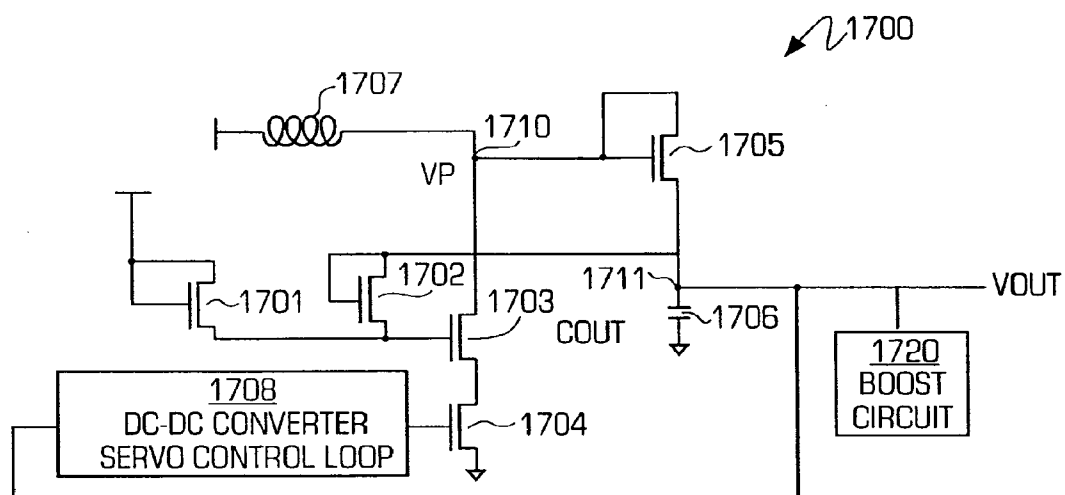 1700
1707
1710
1705
VP
1702
1711
VOUT
1701
1703
COUT
1706
1720
BOOST
CIRCUIT
1708
DC-DC CONVERTER
SERVO CONTROL LOOP
1704